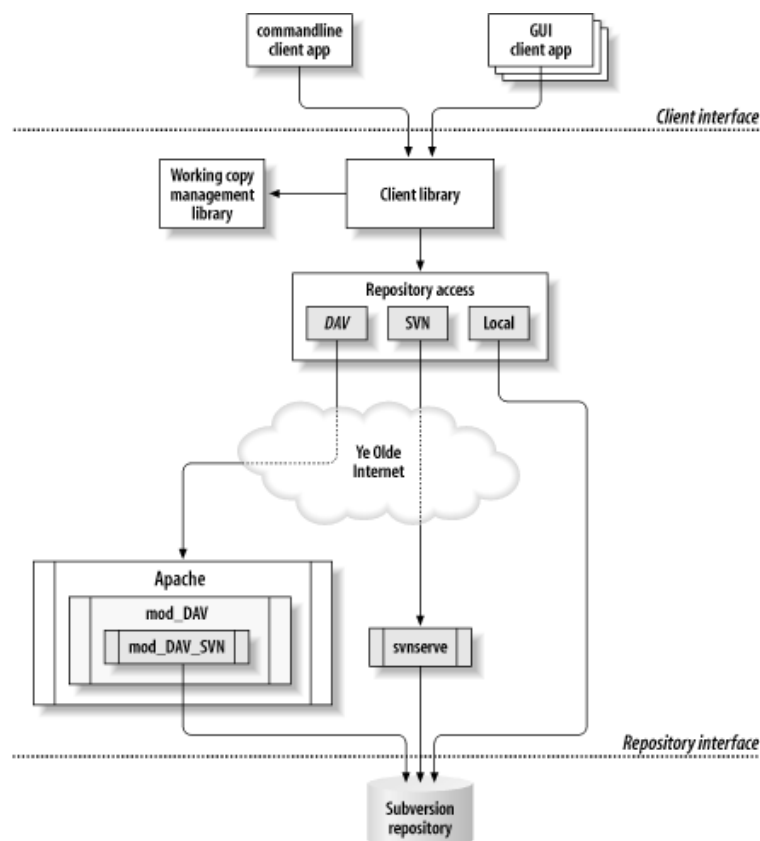 commandline
client app
GUI
client app
Client interface
Working copy
management
library
Client library
Repository access
DAV
SVN
Local
Ye Olde
Internet
Apache
mod_DAV
mod_DAV_SVN
svnserve
Repository interface
Subversion
repository